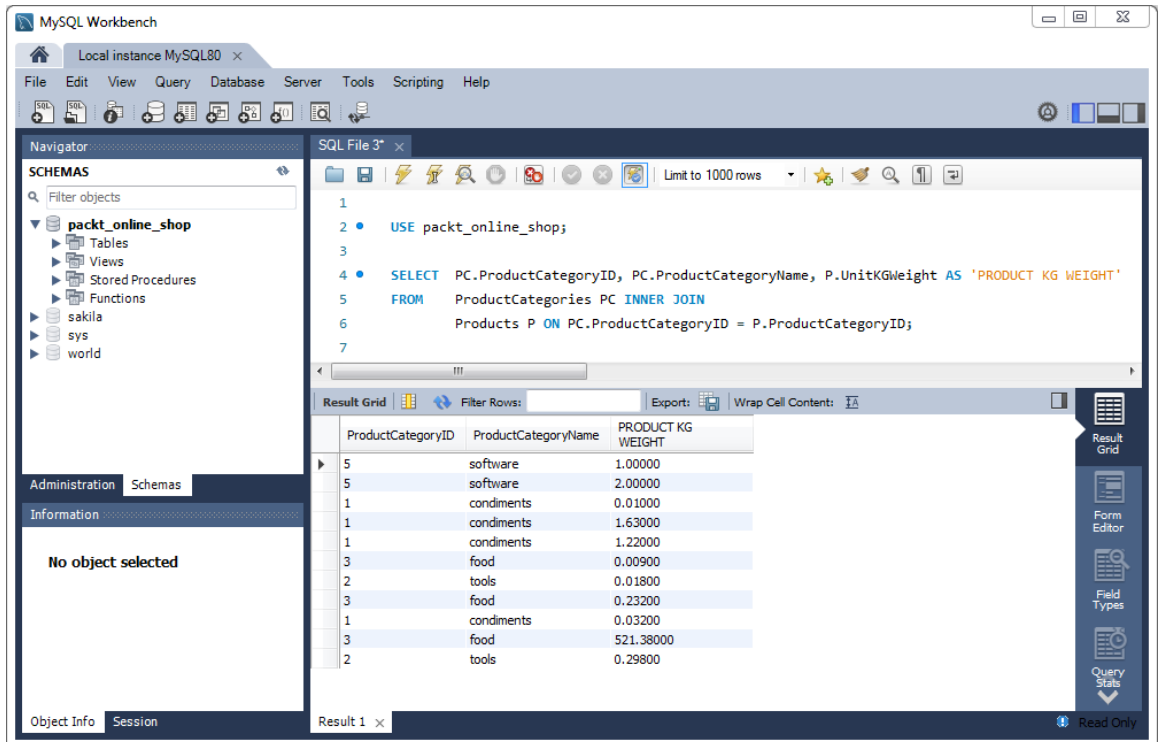 MySQL Workbench
Local instance MySQL80
File Edit View Query Database Server Tools Scripting Help
Navigator
SCHEMAS
Filter objects
packt_online_shop
Tables
Views
Stored Procedures
Functions
sakila
sys
world
Administration Schemas
Information
No object selected
Object Info Session
SQL File 3*
Limit to 1000 rows
1
2 USE packt_online_shop;
3
4 SELECT PC.ProductCategoryID, PC.ProductCategoryName, P.UnitKGWeight AS 'PRODUCT KG WEIGHT'
5 FROM ProductCategories PC INNER JOIN
6 Products P ON PC.ProductCategoryID = P.ProductCategoryID;
7
Result Grid Filter Rows: Export: Wrap Cell Content:
ProductCategoryID ProductCategoryName PRODUCT KG
WEIGHT
5 software 1.00000
5 software 2.00000
1 condiments 0.01000
1 condiments 1.63000
1 condiments 1.22000
3 food 0.00900
2 tools 0.01800
3 food 0.23200
1 condiments 0.03200
3 food 521.38000
2 tools 0.29800
Result
Grid
Form
Editor
Field
Types
Query
Stats
Result 1
Read Only